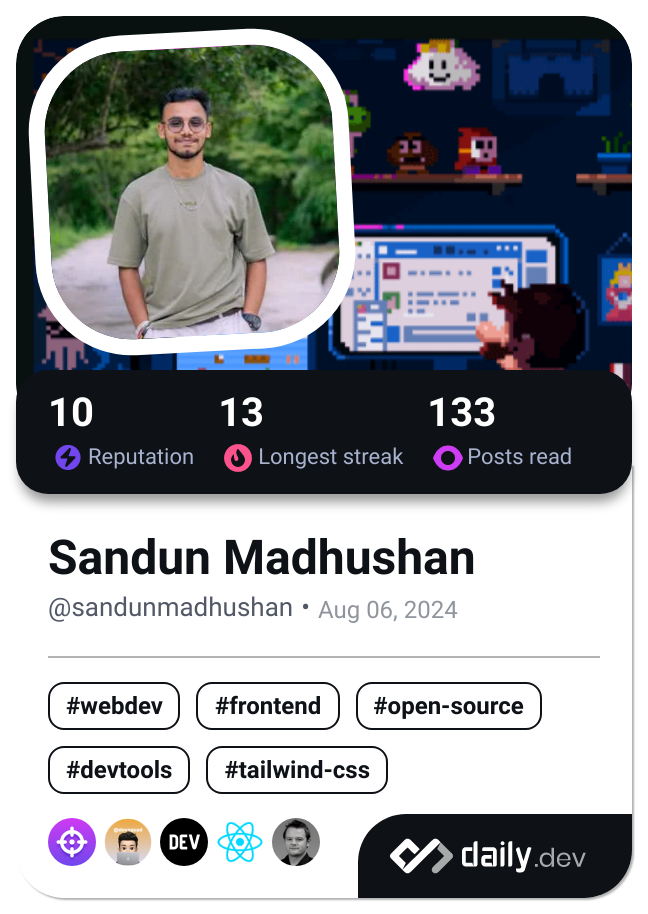 10 13 133
Reputation Longest streak Posts read
Sandun Madhushan
@sandunmadhushan • Aug 06, 2024
#webdev #frontend #open-source
#devtools #tailwind-css
DEV
daily.dev